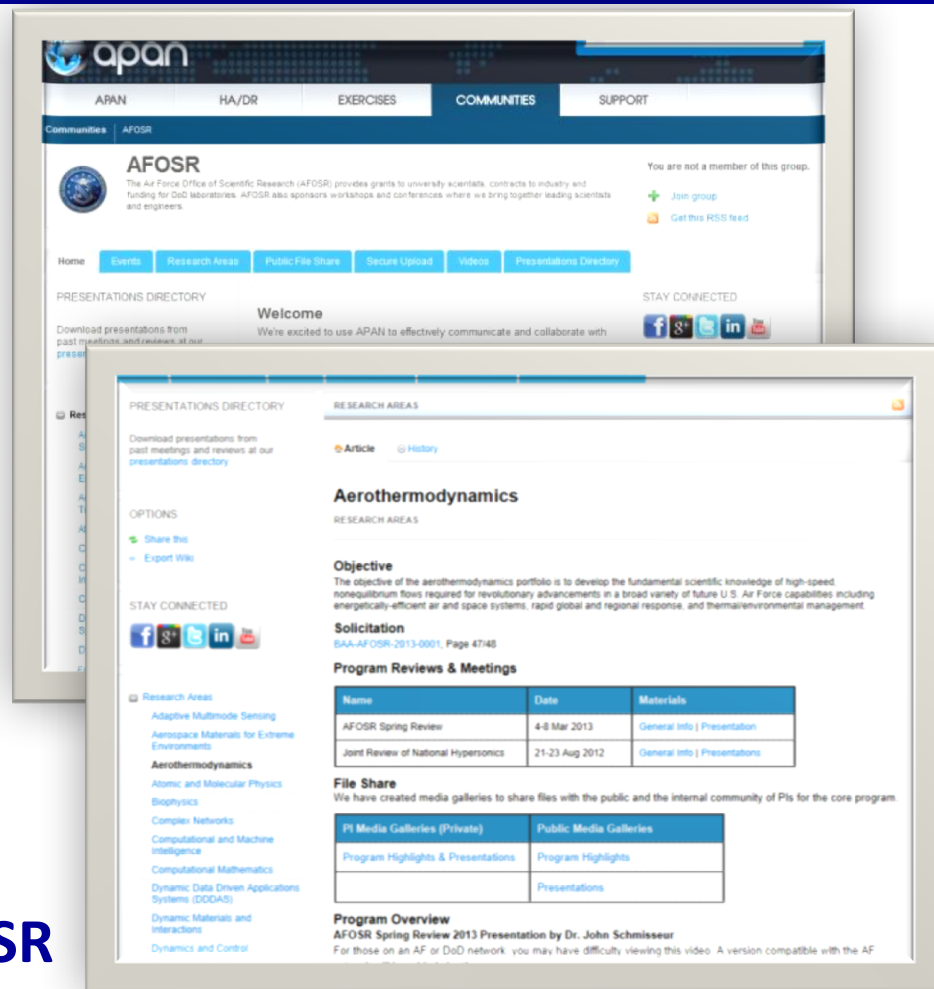 apan
APAN HA/DR EXERCISES COMMUNITIES SUPPORT
Communities AFOSR
AFOSR
The Air Force Office of Scientific Research (AFOSR) provides grants to university scientists, contracts to industry and
funding for DoD laboratories. AFOSR also sponsors workshops and conferences where we bring together leading scientists
and engineers.
You are not a member of this group.
Join group
Get this RSS feed
Home Events Research Areas Public File Share Secure Upload Videos Presentations Directory
PRESENTATIONS DIRECTORY
Download presentations from
past meetings and reviews at our
Welcome
We're excited to use APAN to effectively communicate and collaborate with
STAY CONNECTED
PRESENTATIONS DIRECTORY
Download presentations from
past meetings and reviews at our
presentations directory
OPTIONS
Share this
Export Wiki
STAY CONNECTED
Research Areas
Adaptive Multimode Sensing
Aerospace Materials for Extreme
Environments
Aerothermodynamics
Atomic and Molecular Physics
Biophysics
Complex Networks
Computational and Machine
Intelligence
Computational Mathematics
Dynamic Data Driven Applications
Systems (DDDAS)
Dynamic Materials and
Interactions
Dynamics and Control
RESEARCH AREAS
Article History
Aerothermodynamics
RESEARCH AREAS
Objective
The objective of the aerothermodynamics portfolio is to develop the fundamental scientific knowledge of high-speed,
nonequilibrium flows required for revolutionary advancements in a broad variety of future U.S. Air Force capabilities including
energetically-efficient air and space systems, rapid global and regional response, and thermal/environmental management.
Solicitation
BAA-AFOSR-2013-0001, Page 47/48
Program Reviews & Meetings
Name Date Materials
AFOSR Spring Review 4-8 Mar 2013 General Info | Presentation
Joint Review of National Hypersonics 21-23 Aug 2012 General Info | Presentations
File Share
We have created media galleries to share files with the public and the internal community of PIs for the core program.
PI Media Galleries (Private) Public Media Galleries
Program Highlights & Presentations Program Highlights
Presentations
Program Overview
AFOSR Spring Review 2013 Presentation by Dr. John Schmisseur
For those on an AF or DoD network you may have difficulty viewing this video. A version compatible with the AF
SR